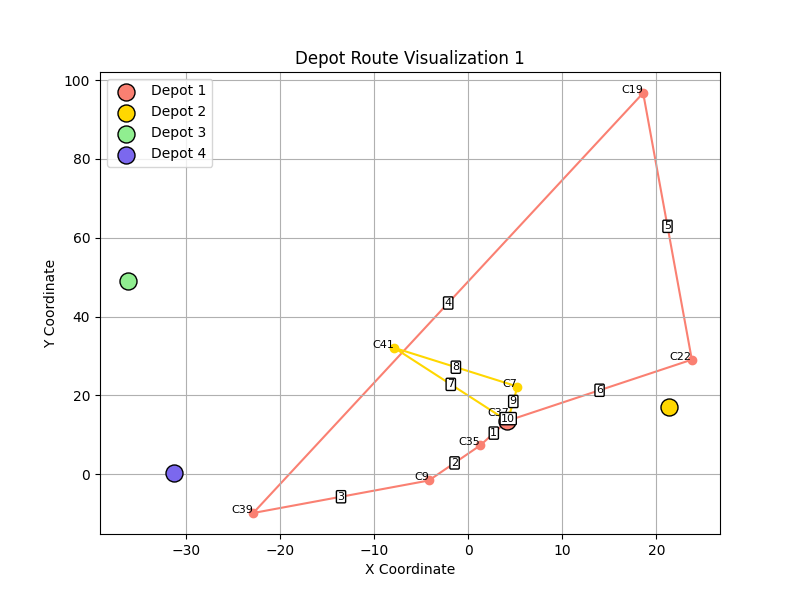 Depot Route Visualization 1
Depot 1
Depot 2
Depot 3
Depot 4
Y Coordinate
100
80
60
40
20
0
C19
5
4
C41
8
7
C7
9
C22
6
C37
10
1
C35
2
C9
3
C39
−30
−20
−10
0
10
20
X Coordinate